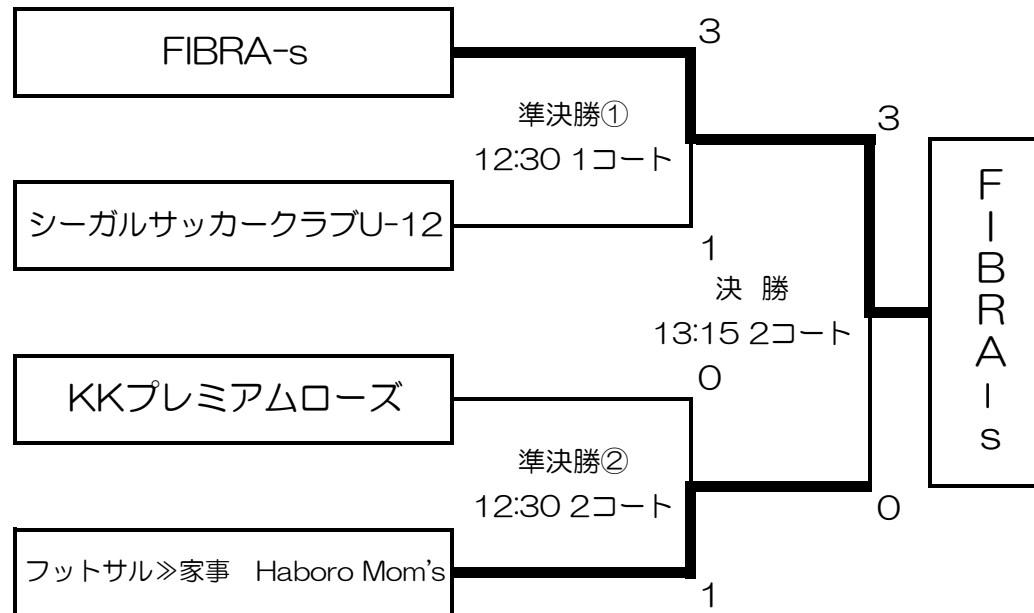 FIBRA-s
3
準決勝①
12:30 1コート
3
シーガルサッカークラブU-12
1
決 勝
13:15 2コート
FIBRA-s
KKプレミアムローズ
0
準決勝②
12:30 2コート
0
フットサル≫家事　Haboro Mom's
1